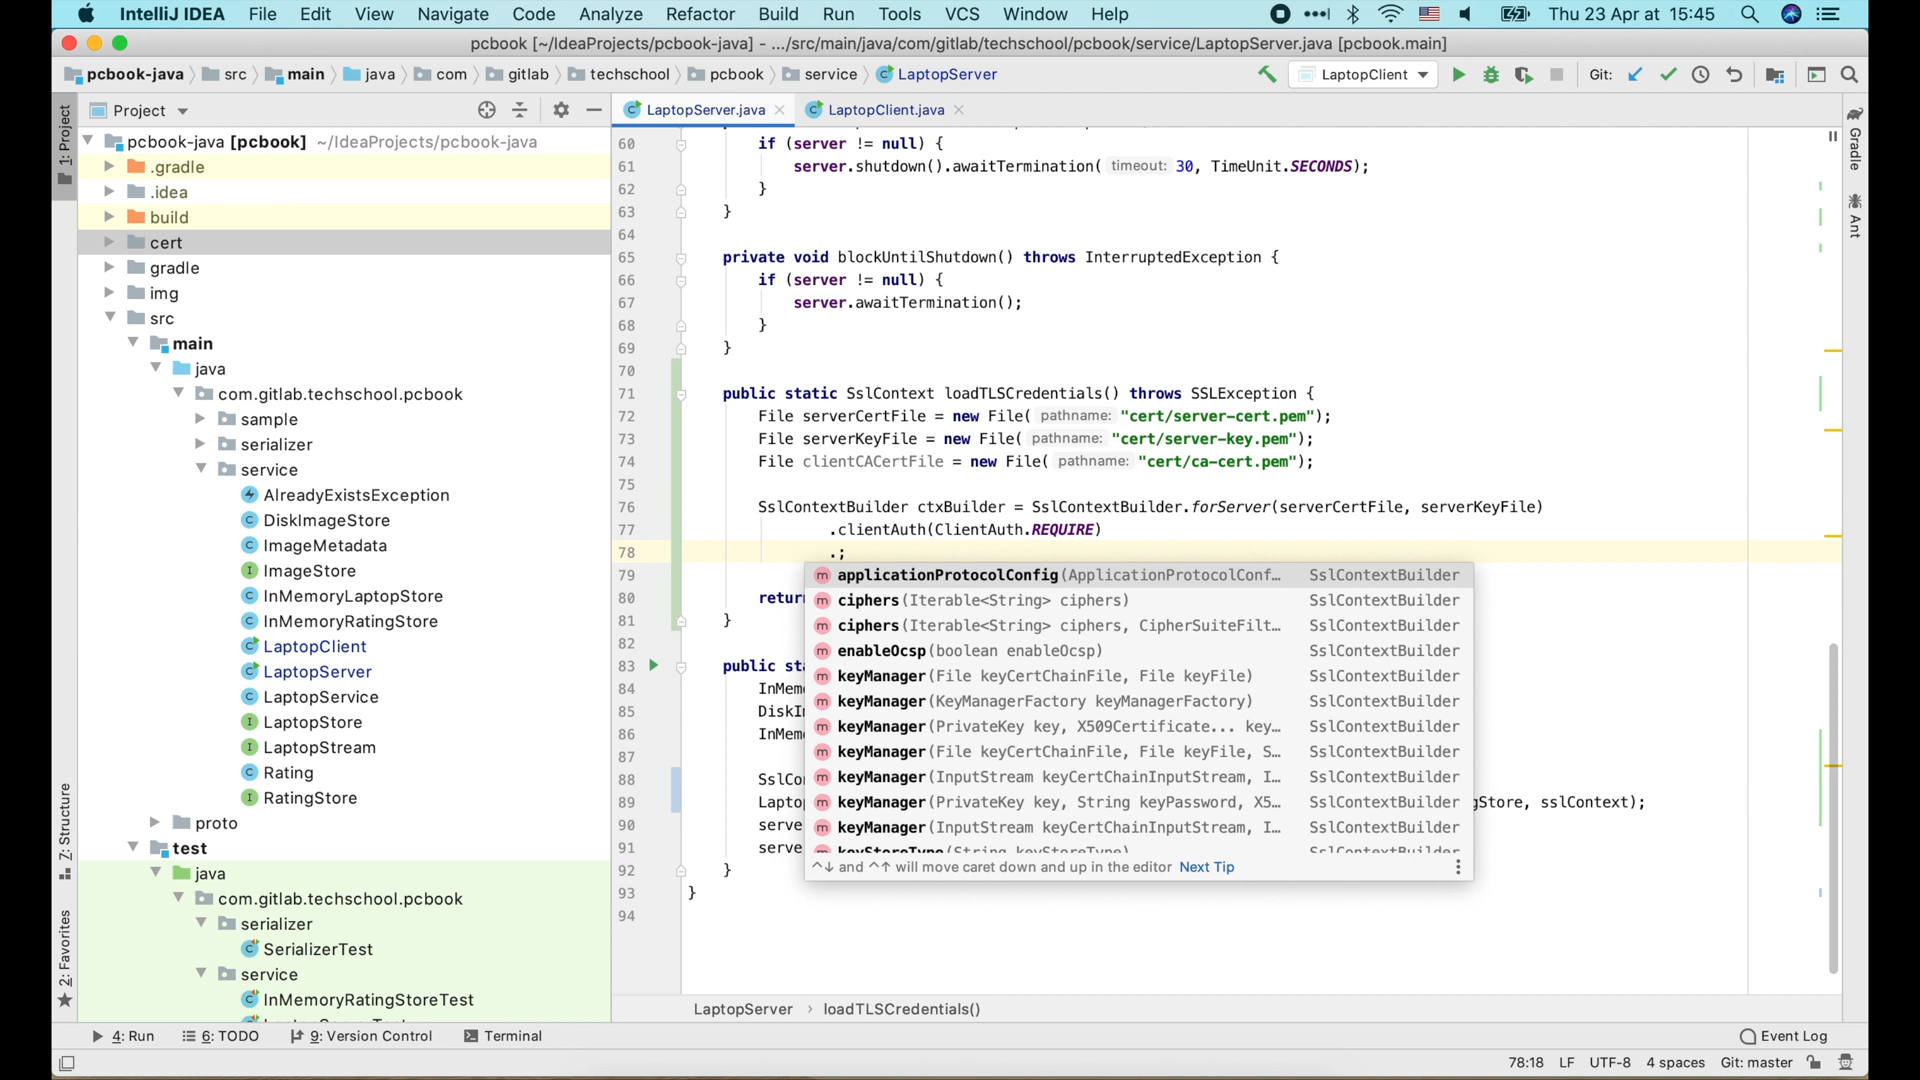 IntelliJ IDEA File Edit View Navigate Code Analyze Refactor Build Run Tools VCS Window Help Thu 23 Apr at 15:45
pcbook [~/IdeaProjects/pcbook-java] - .../src/main/java/com/gitlab/techschool/pcbook/service/LaptopServer.java [pcbook.main]
pcbook-java src main java com gitlab techschool pcbook service LaptopServer LaptopClient Git:
Project LaptopServer.java LaptopClient.java
1: Project
7: Structure
2: Favorites
Gradle
Ant
pcbook-java [pcbook] ~/IdeaProjects/pcbook-java
.gradle
.idea
build
cert
gradle
img
src
main
java
com.gitlab.techschool.pcbook
sample
serializer
service
AlreadyExistsException
DiskImageStore
ImageMetadata
ImageStore
InMemoryLaptopStore
InMemoryRatingStore
LaptopClient
LaptopServer
LaptopService
LaptopStore
LaptopStream
Rating
RatingStore
proto
test
java
com.gitlab.techschool.pcbook
serializer
SerializerTest
service
InMemoryRatingStoreTest
60 if (server != null) {
61 server.shutdown().awaitTermination( timeout: 30, TimeUnit.SECONDS);
62 }
63 }
64
65 private void blockUntilShutdown() throws InterruptedException {
66 if (server != null) {
67 server.awaitTermination();
68 }
69 }
70
71 public static SslContext loadTLSCredentials() throws SSLException {
72 File serverCertFile = new File( pathname: "cert/server-cert.pem");
73 File serverKeyFile = new File( pathname: "cert/server-key.pem");
74 File clientCACertFile = new File( pathname: "cert/ca-cert.pem");
75
76 SslContextBuilder ctxBuilder = SslContextBuilder.forServer(serverCertFile, serverKeyFile)
77 .clientAuth(ClientAuth.REQUIRE)
78 .;
79
80 return
81 }
82
83 public sta
84 InMem
85 DiskI
86 InMem
87
88 SslCo
89 Lapto gStore, sslContext);
90 serve
91 serve
92 }
93 }
94
applicationProtocolConfig(ApplicationProtocolConf… SslContextBuilder
ciphers(Iterable<String> ciphers) SslContextBuilder
ciphers(Iterable<String> ciphers, CipherSuiteFilt… SslContextBuilder
enableOcsp(boolean enableOcsp) SslContextBuilder
keyManager(File keyCertChainFile, File keyFile) SslContextBuilder
keyManager(KeyManagerFactory keyManagerFactory) SslContextBuilder
keyManager(PrivateKey key, X509Certificate... key… SslContextBuilder
keyManager(File keyCertChainFile, File keyFile, S… SslContextBuilder
keyManager(InputStream keyCertChainInputStream, I… SslContextBuilder
keyManager(PrivateKey key, String keyPassword, X5… SslContextBuilder
keyManager(InputStream keyCertChainInputStream, I… SslContextBuilder
keyStoreType(String keyStoreType) SslContextBuilder
^↓ and ^↑ will move caret down and up in the editor Next Tip
LaptopServer loadTLSCredentials()
4: Run 6: TODO 9: Version Control Terminal Event Log
78:18 LF UTF-8 4 spaces Git: master